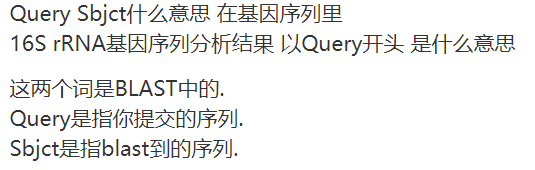 Query Sbjct什么意思 在基因序列里
16S rRNA基因序列分析结果 以Query开头 是什么意思
这两个词是BLAST中的.
Query是指你提交的序列.
Sbjct是指blast到的序列.